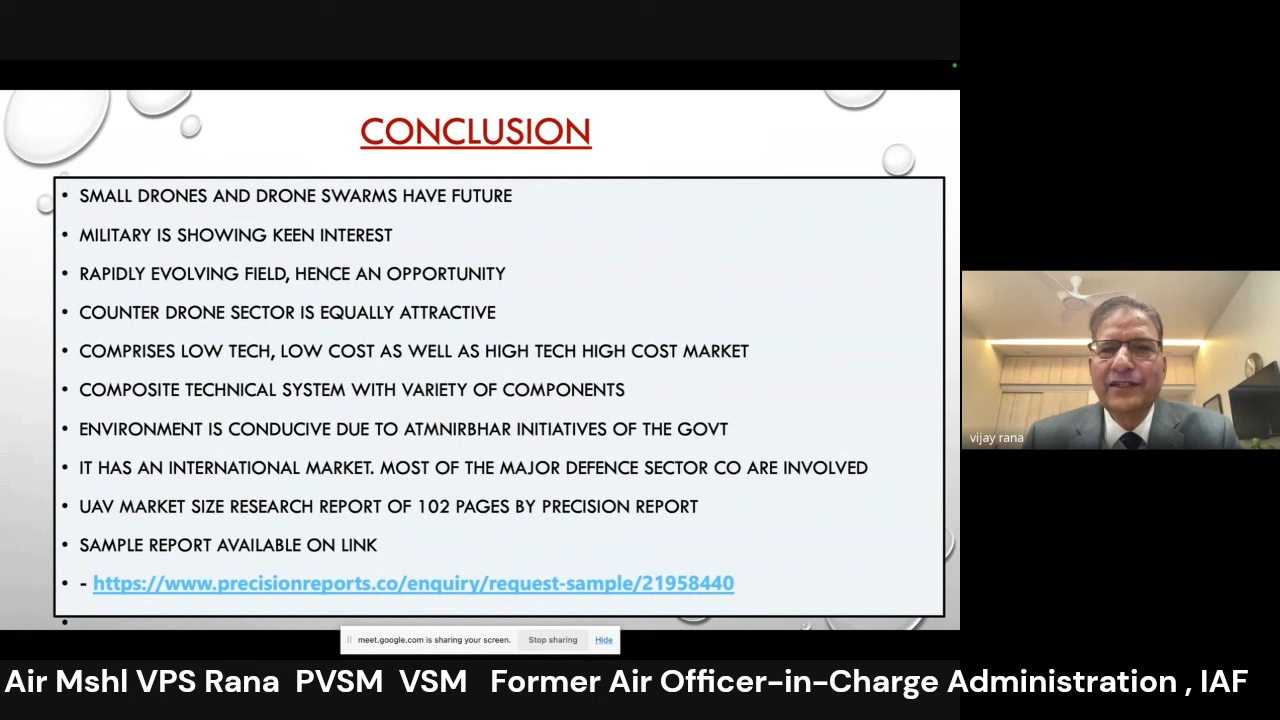 CONCLUSION
• SMALL DRONES AND DRONE SWARMS HAVE FUTURE
• MILITARY IS SHOWING KEEN INTEREST
• RAPIDLY EVOLVING FIELD, HENCE AN OPPORTUNITY
• COUNTER DRONE SECTOR IS EQUALLY ATTRACTIVE
• COMPRISES LOW TECH, LOW COST AS WELL AS HIGH TECH HIGH COST MARKET
• COMPOSITE TECHNICAL SYSTEM WITH VARIETY OF COMPONENTS
• ENVIRONMENT IS CONDUCIVE DUE TO ATMNIRBHAR INITIATIVES OF THE GOVT
• IT HAS AN INTERNATIONAL MARKET. MOST OF THE MAJOR DEFENCE SECTOR CO ARE INVOLVED
• UAV MARKET SIZE RESEARCH REPORT OF 102 PAGES BY PRECISION REPORT
• SAMPLE REPORT AVAILABLE ON LINK
• - https://www.precisionreports.co/enquiry/request-sample/21958440
•
vijay rana
meet.google.com is sharing your screen. Stop sharing Hide
Air Mshl VPS Rana PVSM VSM Former Air Officer-in-Charge Administration , IAF